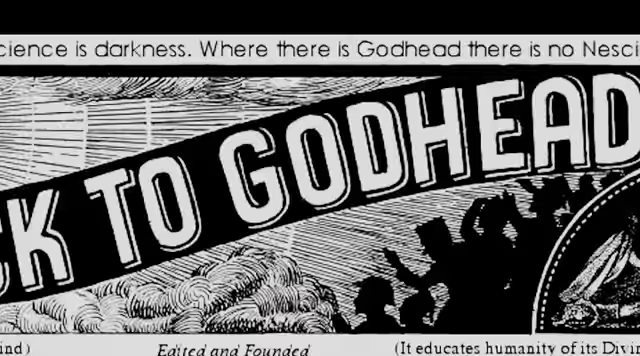 cience is darkness. Where there is Godhead there is no Nesci
CK TO GODHEAD
ind) Edited and Founded (It educates humanity of its Divin